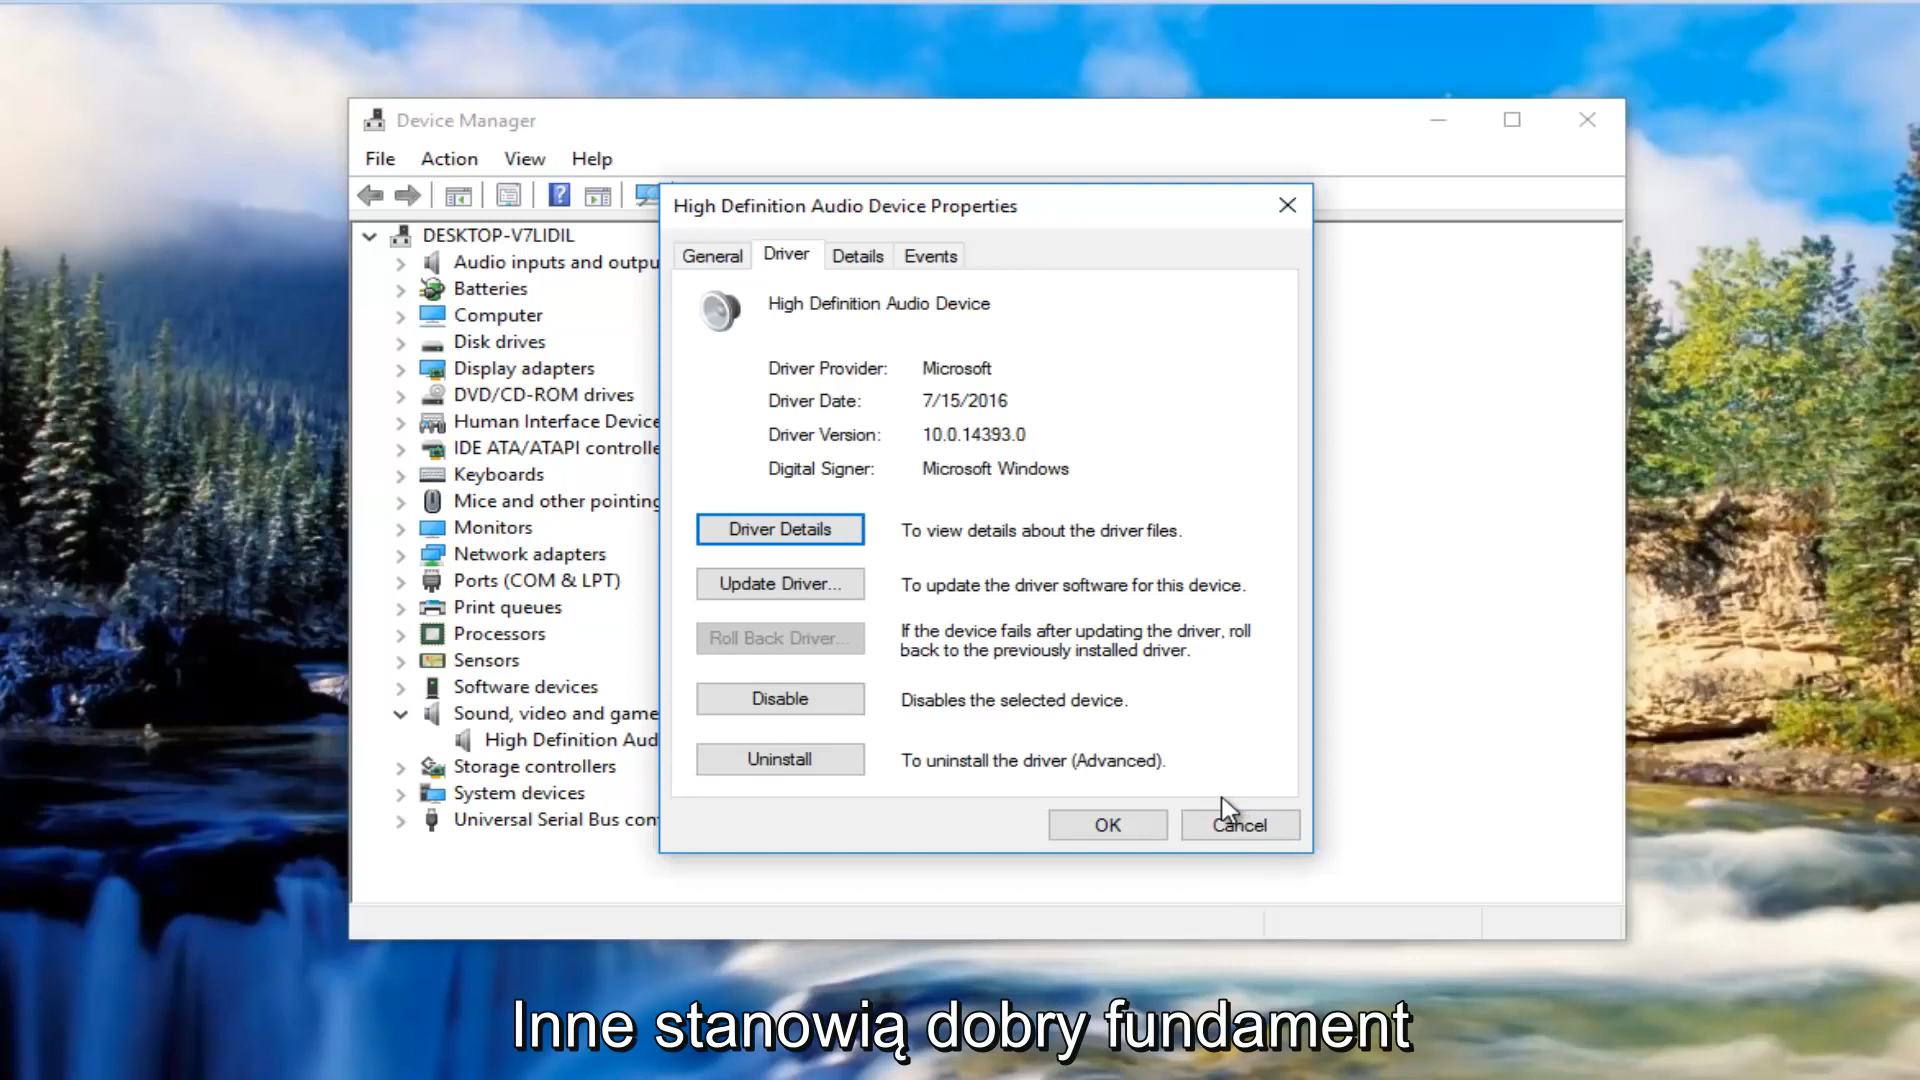 Device Manager
File Action View Help
High Definition Audio Device Properties
DESKTOP-V7LIDIL
Audio inputs and outpu
Batteries
Computer
Disk drives
Display adapters
DVD/CD-ROM drives
Human Interface Device
IDE ATA/ATAPI controlle
Keyboards
Mice and other pointing
Monitors
Network adapters
Ports (COM & LPT)
Print queues
Processors
Sensors
Software devices
Sound, video and game
High Definition Aud
Storage controllers
System devices
Universal Serial Bus con
General Driver Details Events
High Definition Audio Device
Driver Provider: Microsoft
Driver Date: 7/15/2016
Driver Version: 10.0.14393.0
Digital Signer: Microsoft Windows
Driver Details To view details about the driver files.
Update Driver... To update the driver software for this device.
Roll Back Driver... If the device fails after updating the driver, roll
back to the previously installed driver.
Disable Disables the selected device.
Uninstall To uninstall the driver (Advanced).
OK Cancel
Inne stanowią dobry fundament